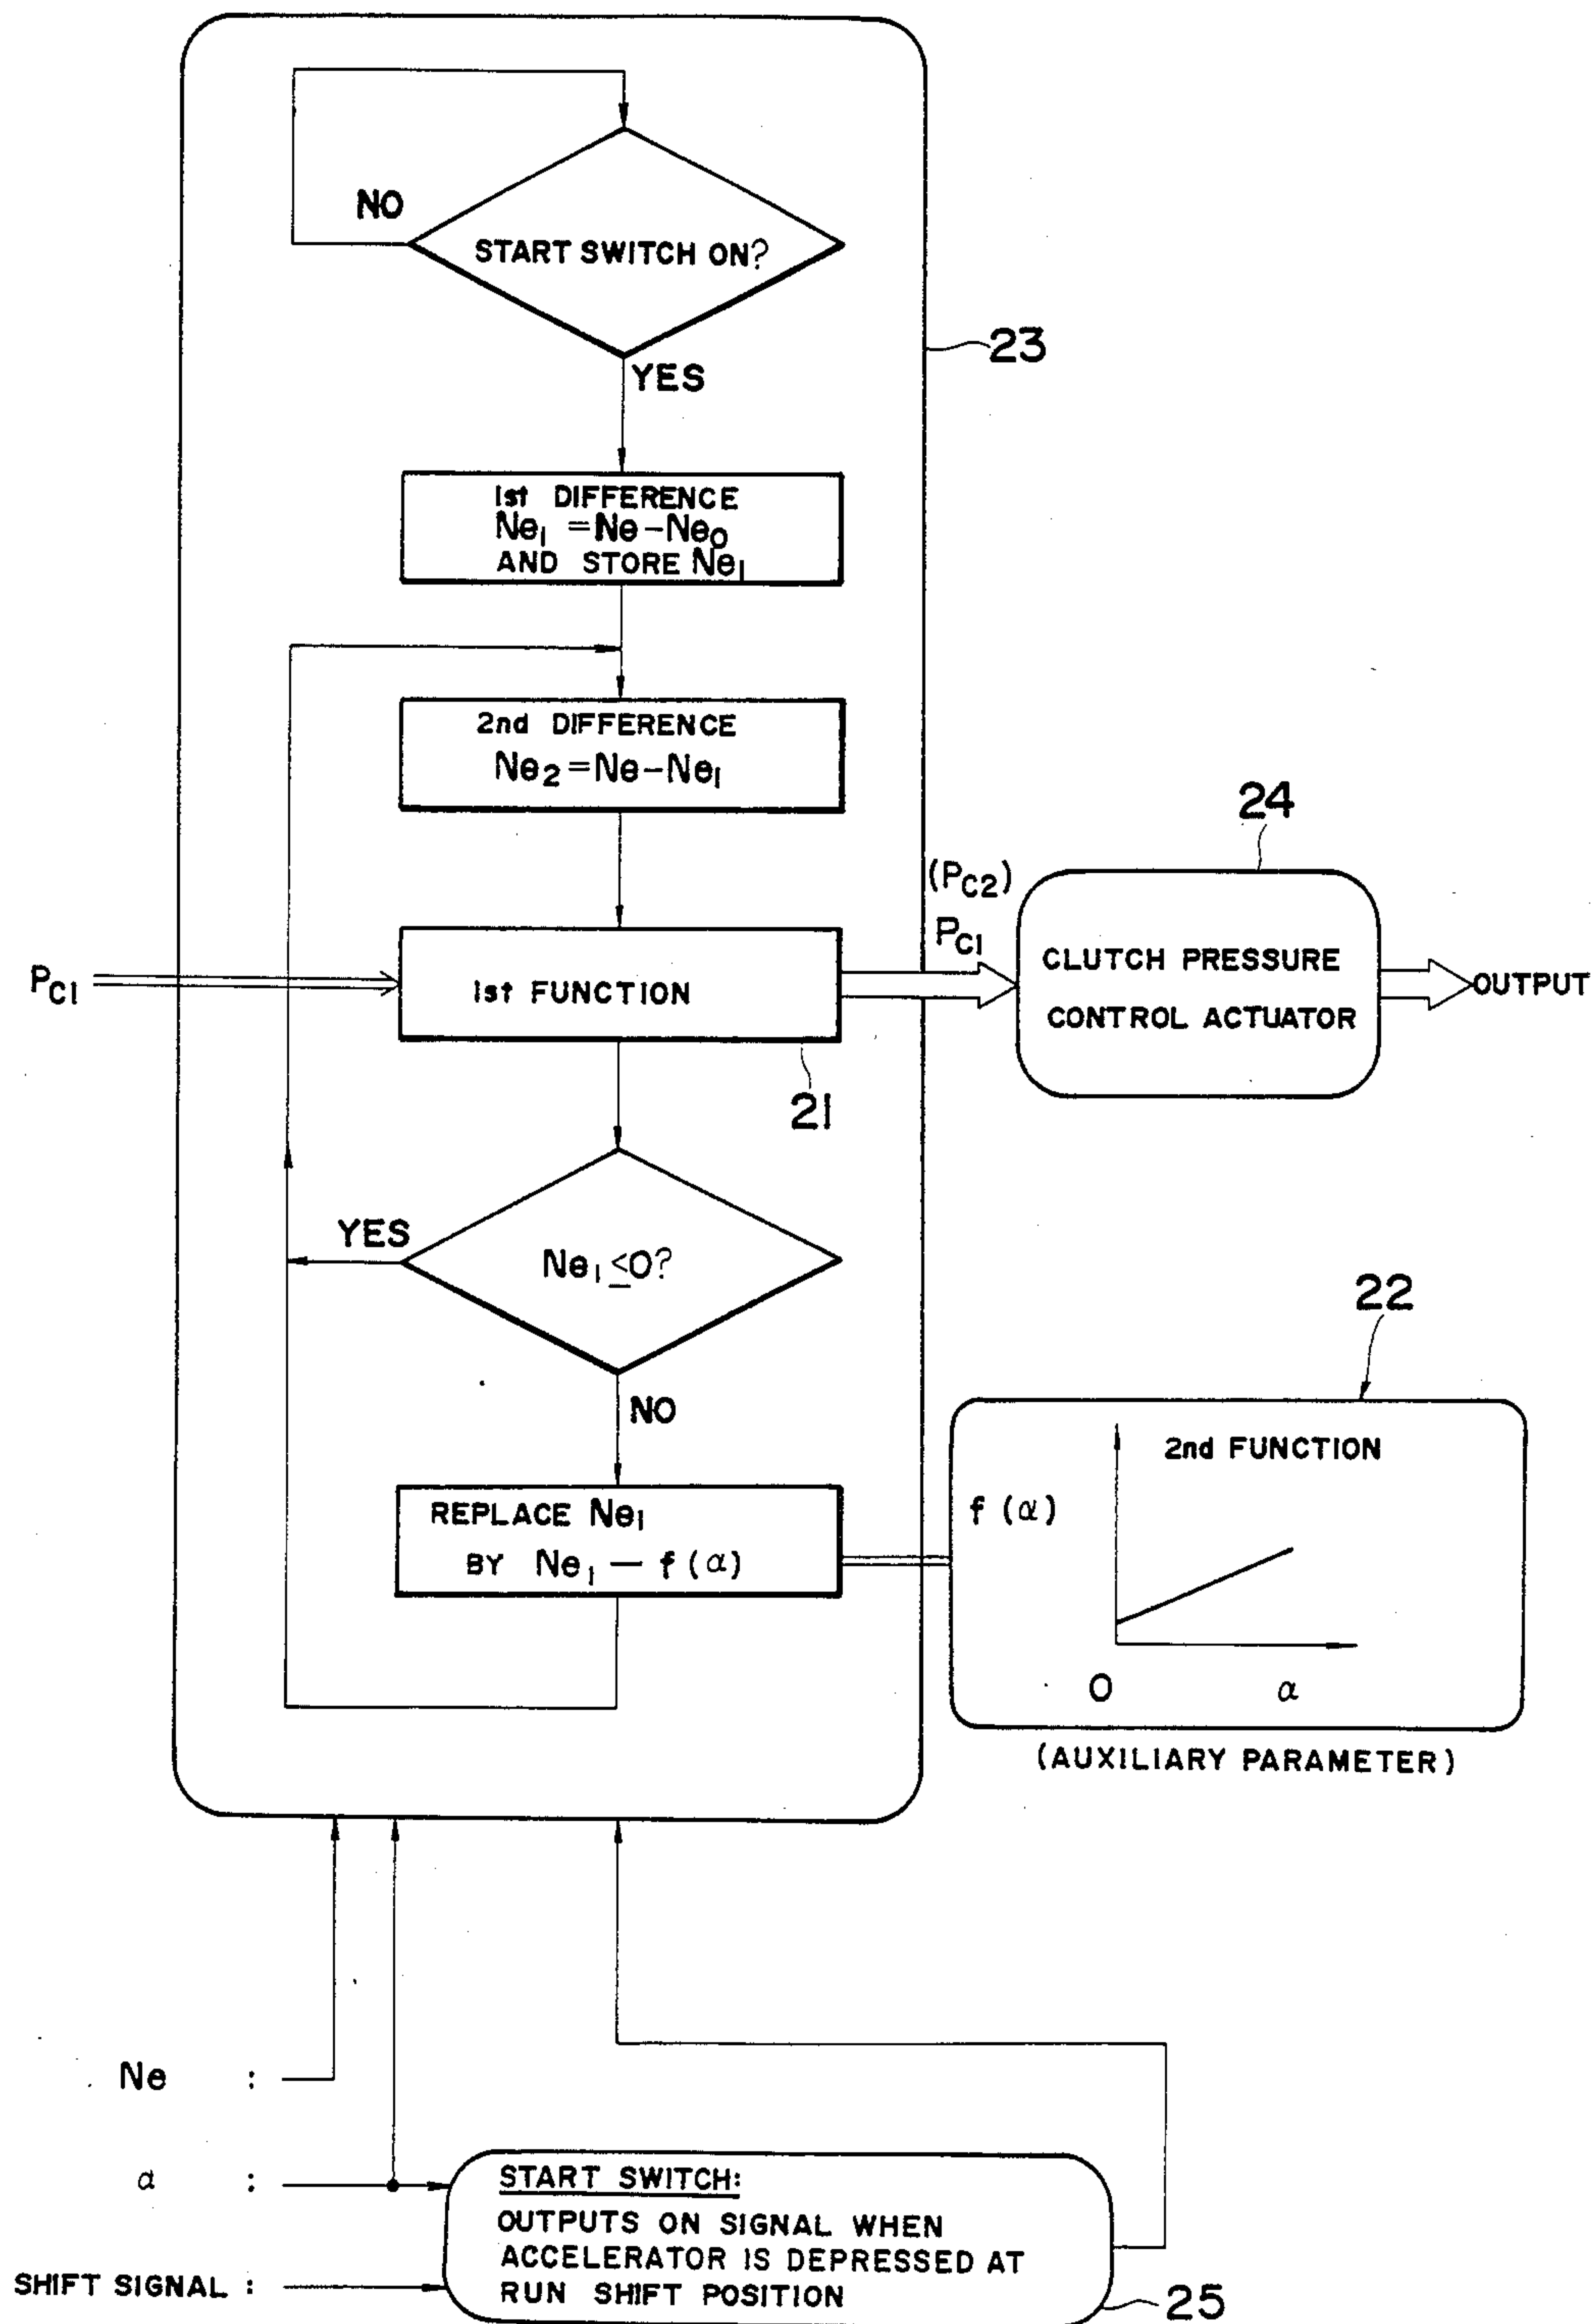 NO
START SWITCH ON?
23
YES
1st DIFFERENCE
Ne₁ = Ne - Ne₀
AND STORE Ne₁
2nd DIFFERENCE
Ne₂ = Ne - Ne₁
24
(PC2)
PC1
PC1
1st FUNCTION
CLUTCH PRESSURE
CONTROL ACTUATOR
OUTPUT
21
YES
Ne₁ ≤ 0?
22
NO
2nd FUNCTION
REPLACE Ne₁
BY Ne₁ — f (α)
f (α)
0 α
(AUXILIARY PARAMETER)
Ne :
α :
START SWITCH:
OUTPUTS ON SIGNAL WHEN
ACCELERATOR IS DEPRESSED AT
RUN SHIFT POSITION
SHIFT SIGNAL :
25